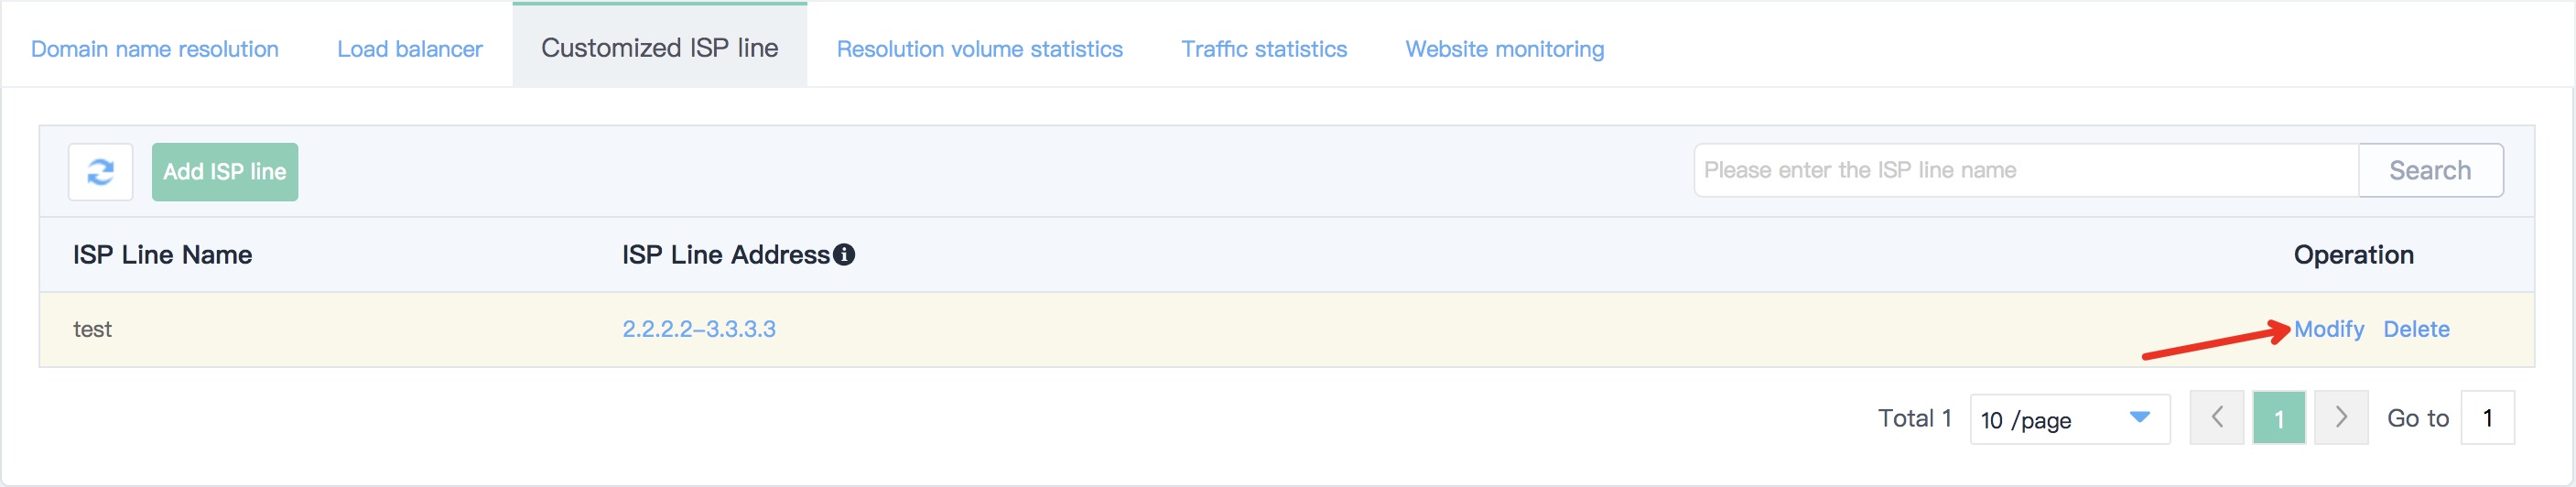 Domain name resolution Load balancer Customized ISP line Resolution volume statistics Traffic statistics Website monitoring
Add ISP line Please enter the ISP line name Search
ISP Line Name ISP Line Address Operation
test 2.2.2.2-3.3.3.3 Modify Delete
Total 1 10 /page 1 Go to 1